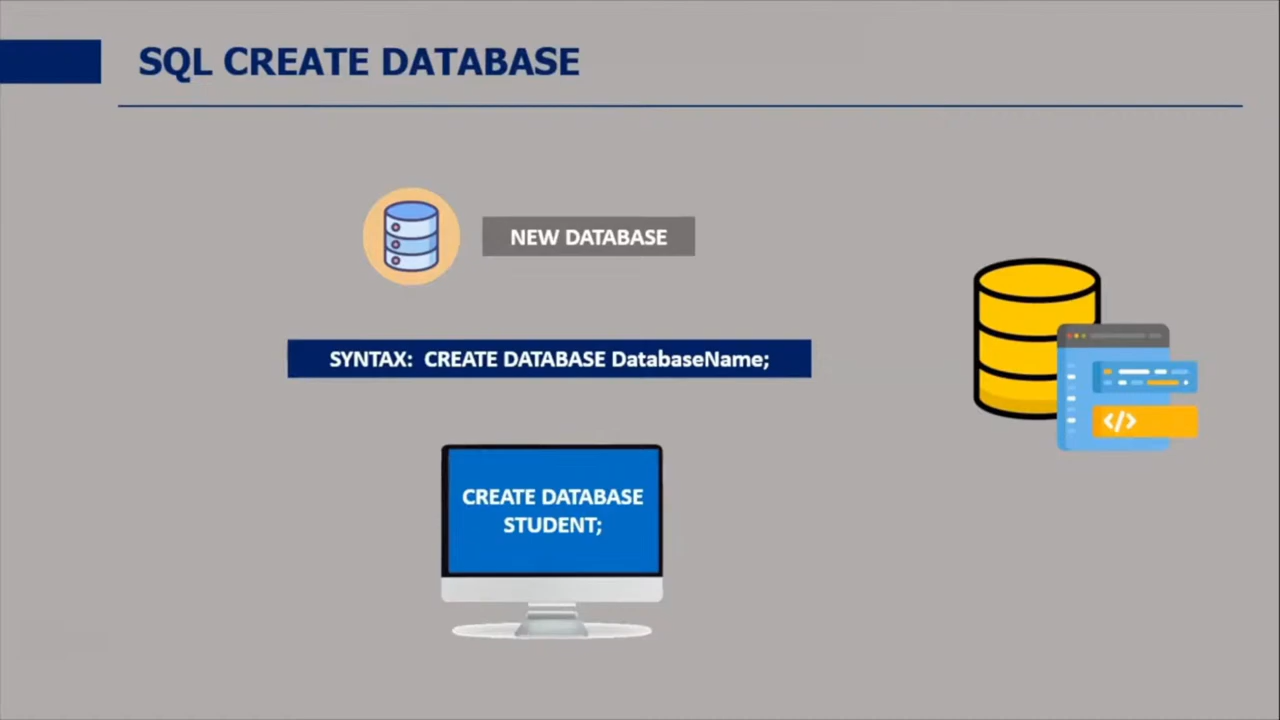 SQL CREATE DATABASE
NEW DATABASE
SYNTAX: CREATE DATABASE DatabaseName;
</>
CREATE DATABASE
STUDENT;